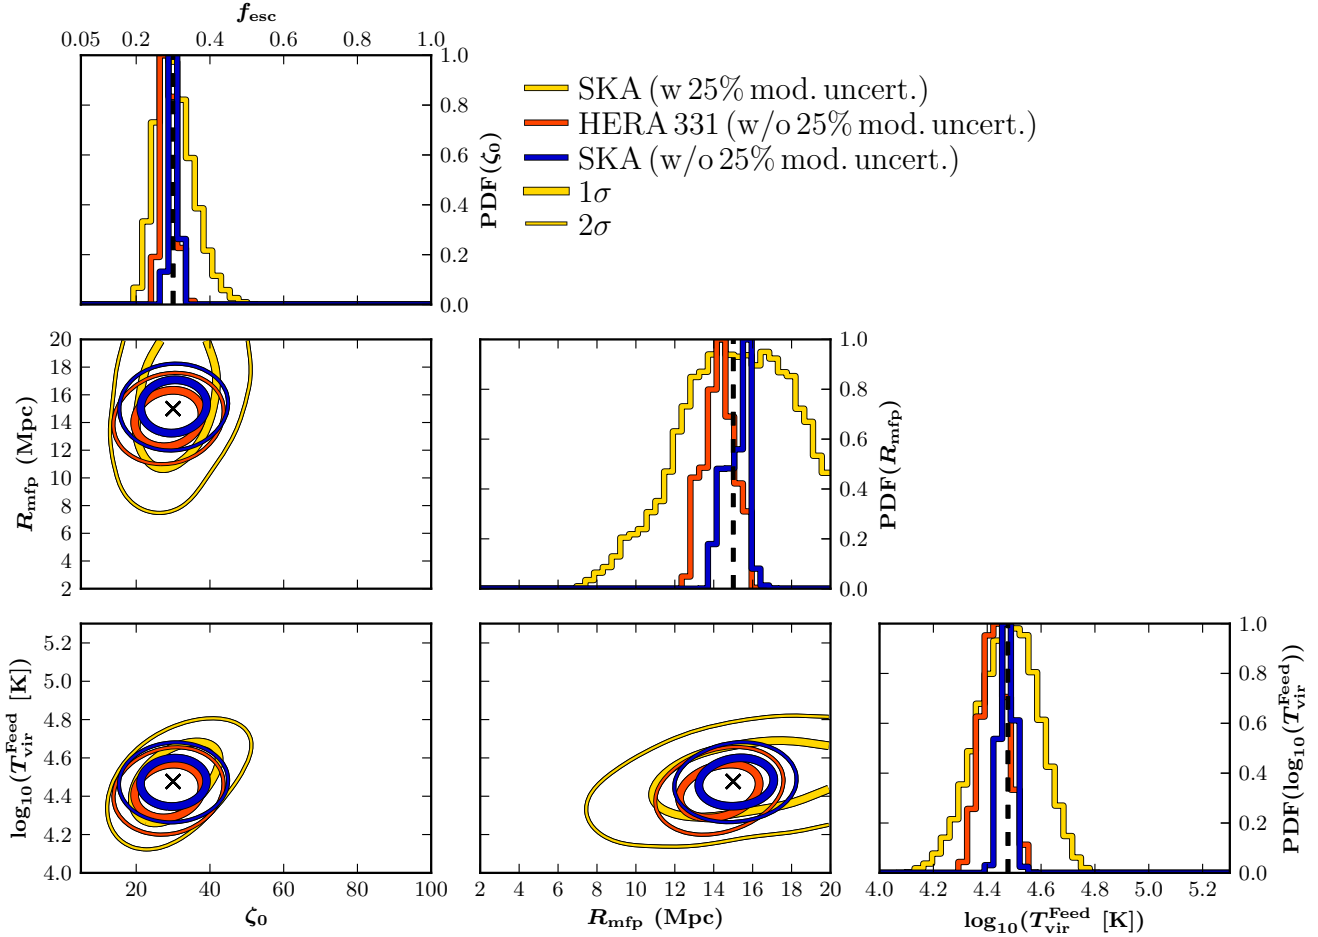 f_esc
0.05 0.2 0.4 0.6 0.8 1.0
1.0
0.8
0.6
0.4
0.2
0.0
PDF(ζ₀)
SKA (w 25% mod. uncert.)
HERA 331 (w/o 25% mod. uncert.)
SKA (w/o 25% mod. uncert.)
1σ
2σ
R_mfp (Mpc)
20
18
16
14
12
10
8
6
4
2
1.0
0.8
0.6
0.4
0.2
0.0
PDF(R_mfp)
log₁₀(T_vir^Feed [K])
5.2
5.0
4.8
4.6
4.4
4.2
4.0
20 40 60 80 100
ζ₀
2 4 6 8 10 12 14 16 18 20
R_mfp (Mpc)
1.0
0.8
0.6
0.4
0.2
0.0
PDF(log₁₀(T_vir^Feed))
4.0 4.2 4.4 4.6 4.8 5.0 5.2
log₁₀(T_vir^Feed [K])